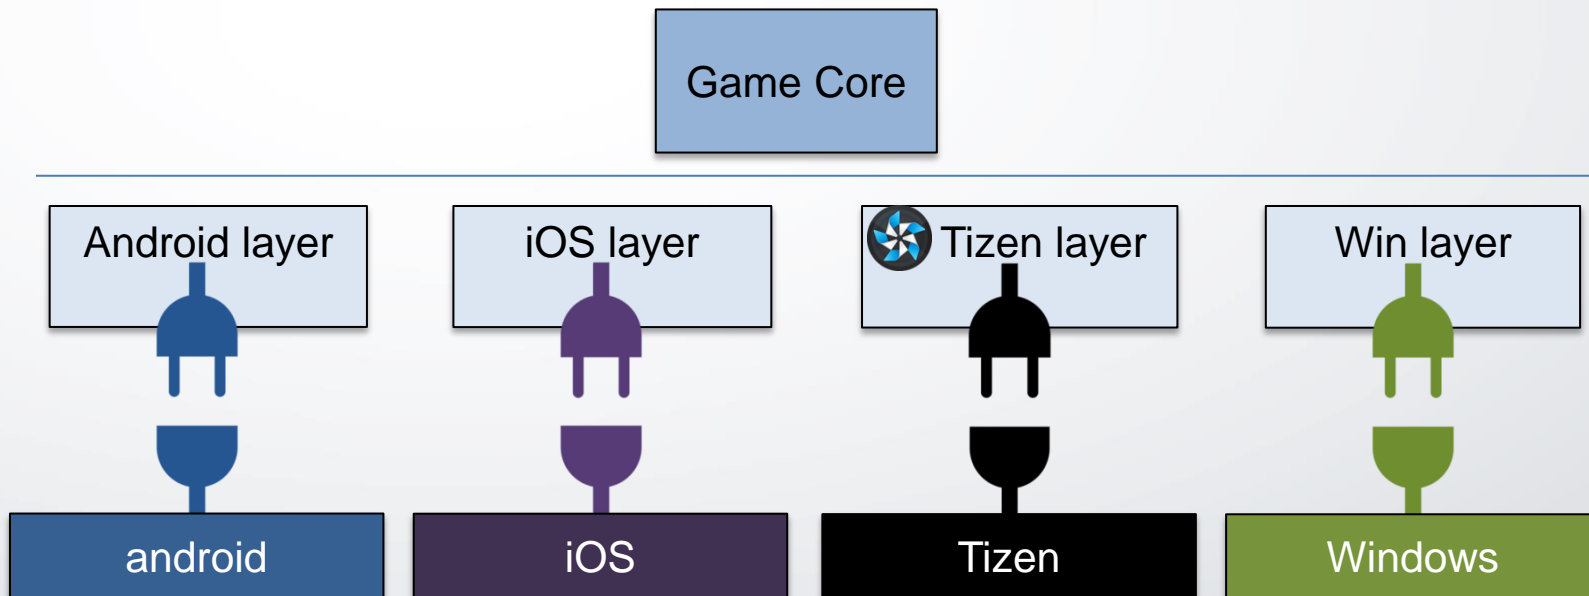 Game Core
Android layer
iOS layer
Tizen layer
Win layer
android
iOS
Tizen
Windows